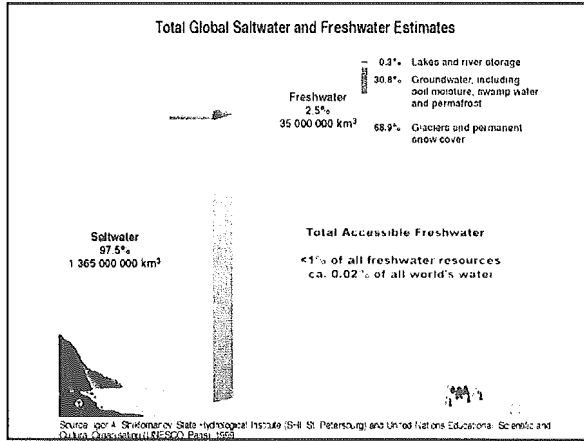 Total Global Saltwater and Freshwater Estimates
0.3% Lakes and river storage
30.8% Groundwater, including
soil moisture, swamp water
and permafrost
Freshwater
2.5%
35 000 000 km³
68.9% Glaciers and permanent
snow cover
Saltwater
97.5%
1 365 000 000 km³
Total Accessible Freshwater
<1% of all freshwater resources
ca. 0.02% of all world's water
Source: Igor A. Shiklomanov State Hydrological Institute (SHI. St. Petersburg) and United Nations Educational Scientific and
Cultural Organisation (UNESCO, Paris) 1999